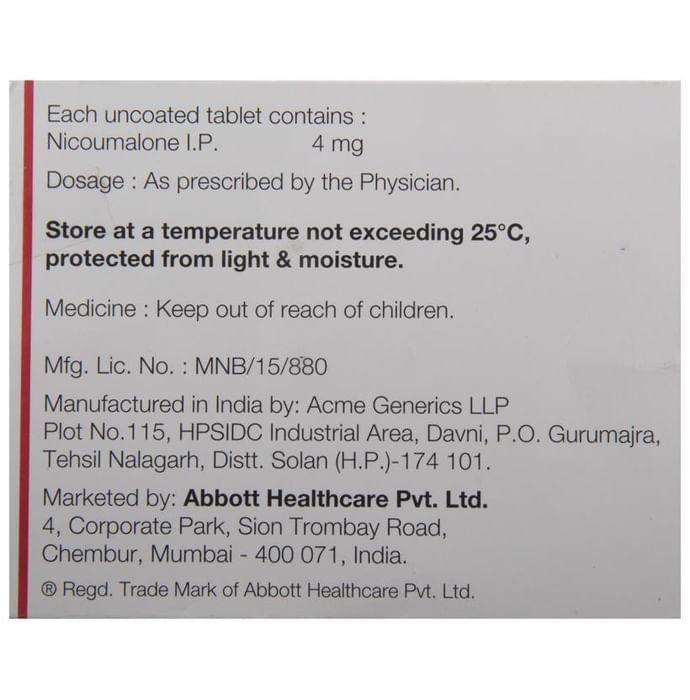 Each uncoated tablet contains :
Nicoumalone I.P. 4 mg
Dosage : As prescribed by the Physician.
Store at a temperature not exceeding 25°C,
protected from light & moisture.
Medicine : Keep out of reach of children.
Mfg. Lic. No. : MNB/15/880
Manufactured in India by: Acme Generics LLP
Plot No.115, HPSIDC Industrial Area, Davni, P.O. Gurumajra,
Tehsil Nalagarh, Distt. Solan (H.P.)-174 101.
Marketed by: Abbott Healthcare Pvt. Ltd.
4, Corporate Park, Sion Trombay Road,
Chembur, Mumbai - 400 071, India.
® Regd. Trade Mark of Abbott Healthcare Pvt. Ltd.